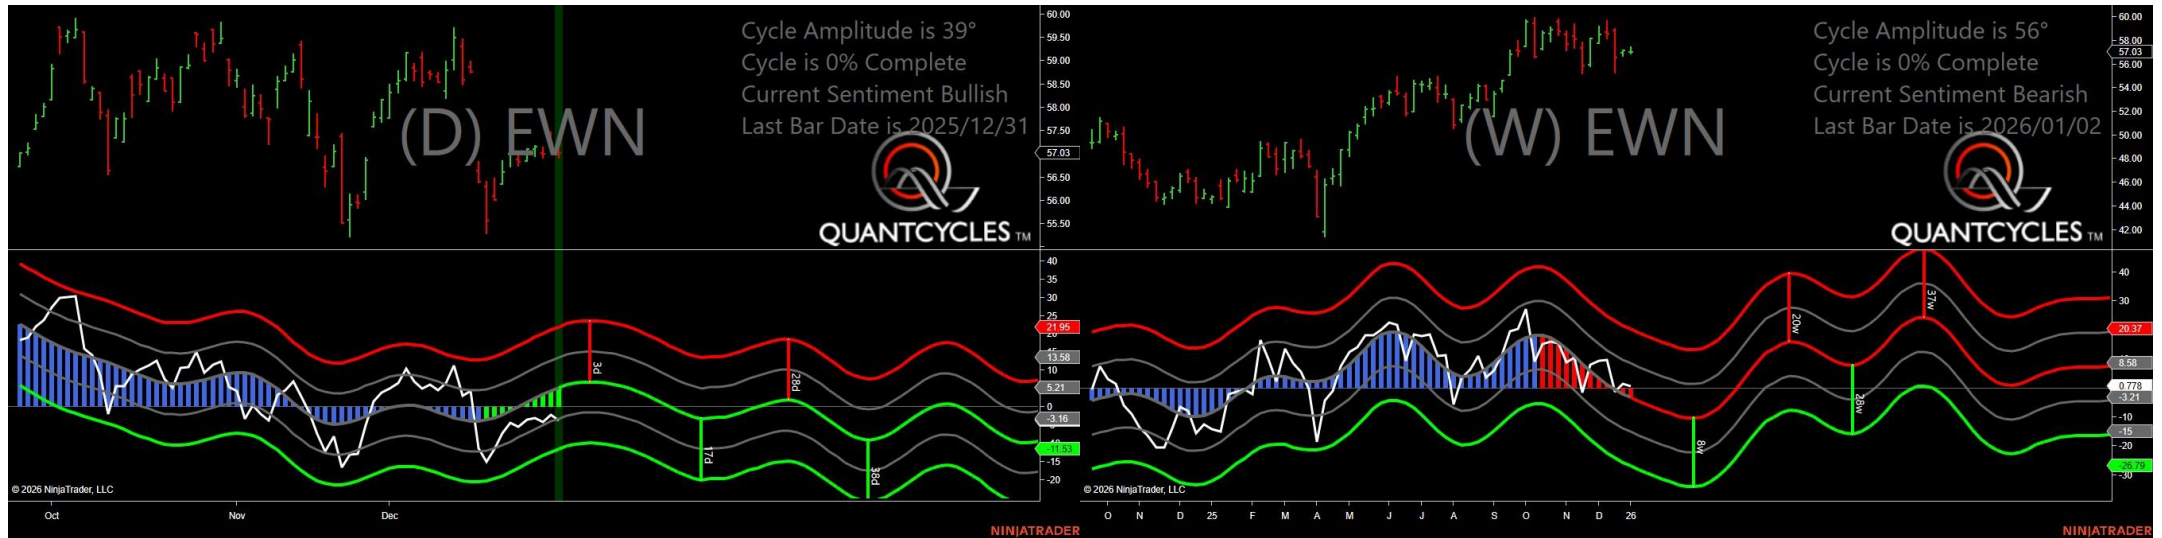 Cycle Amplitude is 39°
Cycle is 0% Complete
Current Sentiment Bullish
Last Bar Date is 2025/12/31
(D) EWN
QUANTCYCLES TM
60.00
59.50
59.00
58.50
58.00
57.50
57.03
56.50
56.00
55.50
40
35
30
25
21.95
13.58
10
5.21
0
-3.16
-11.53
-15
-20
3d
17d
28d
38d
© 2026 NinjaTrader, LLC
Oct Nov Dec
NINJATRADER
Cycle Amplitude is 56°
Cycle is 0% Complete
Current Sentiment Bearish
Last Bar Date is 2026/01/02
(W) EWN
QUANTCYCLES TM
60.00
58.00
57.03
56.00
54.00
52.00
50.00
48.00
46.00
44.00
42.00
40
30
20.37
8.58
0.778
-3.21
-10
-15
-20
-26.79
-30
8w
20w
28w
37w
© 2026 NinjaTrader, LLC
O N D 25 F M A M J J A S O N D 26
NINJATRADER